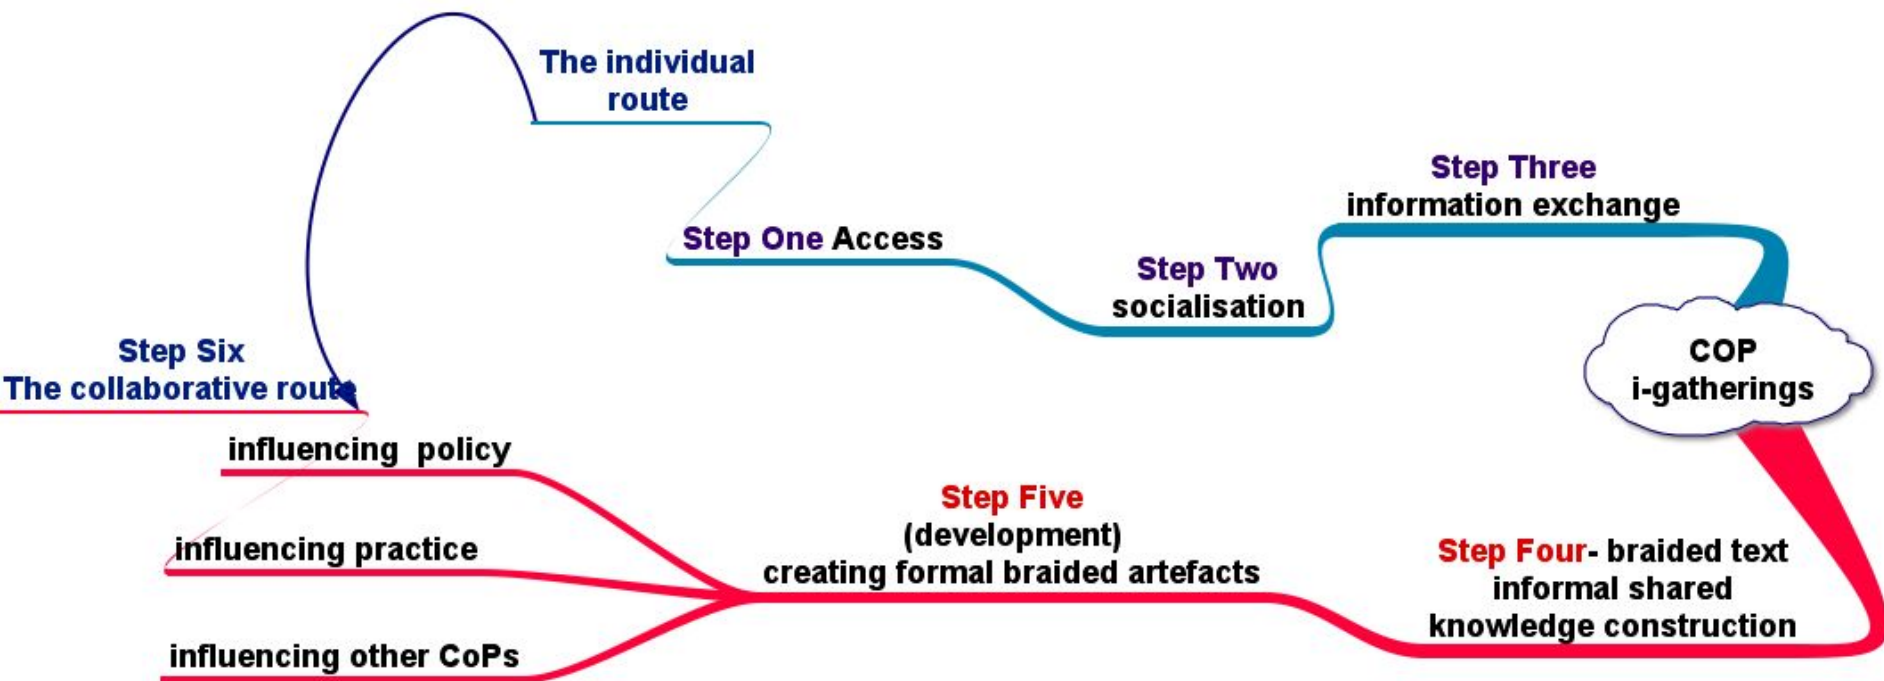 The individual
route
Step One Access
Step Two
socialisation
Step Three
information exchange
COP
i-gatherings
Step Four- braided text
informal shared
knowledge construction
Step Five
(development)
creating formal braided artefacts
influencing  policy
influencing practice
influencing other CoPs
Step Six
The collaborative route